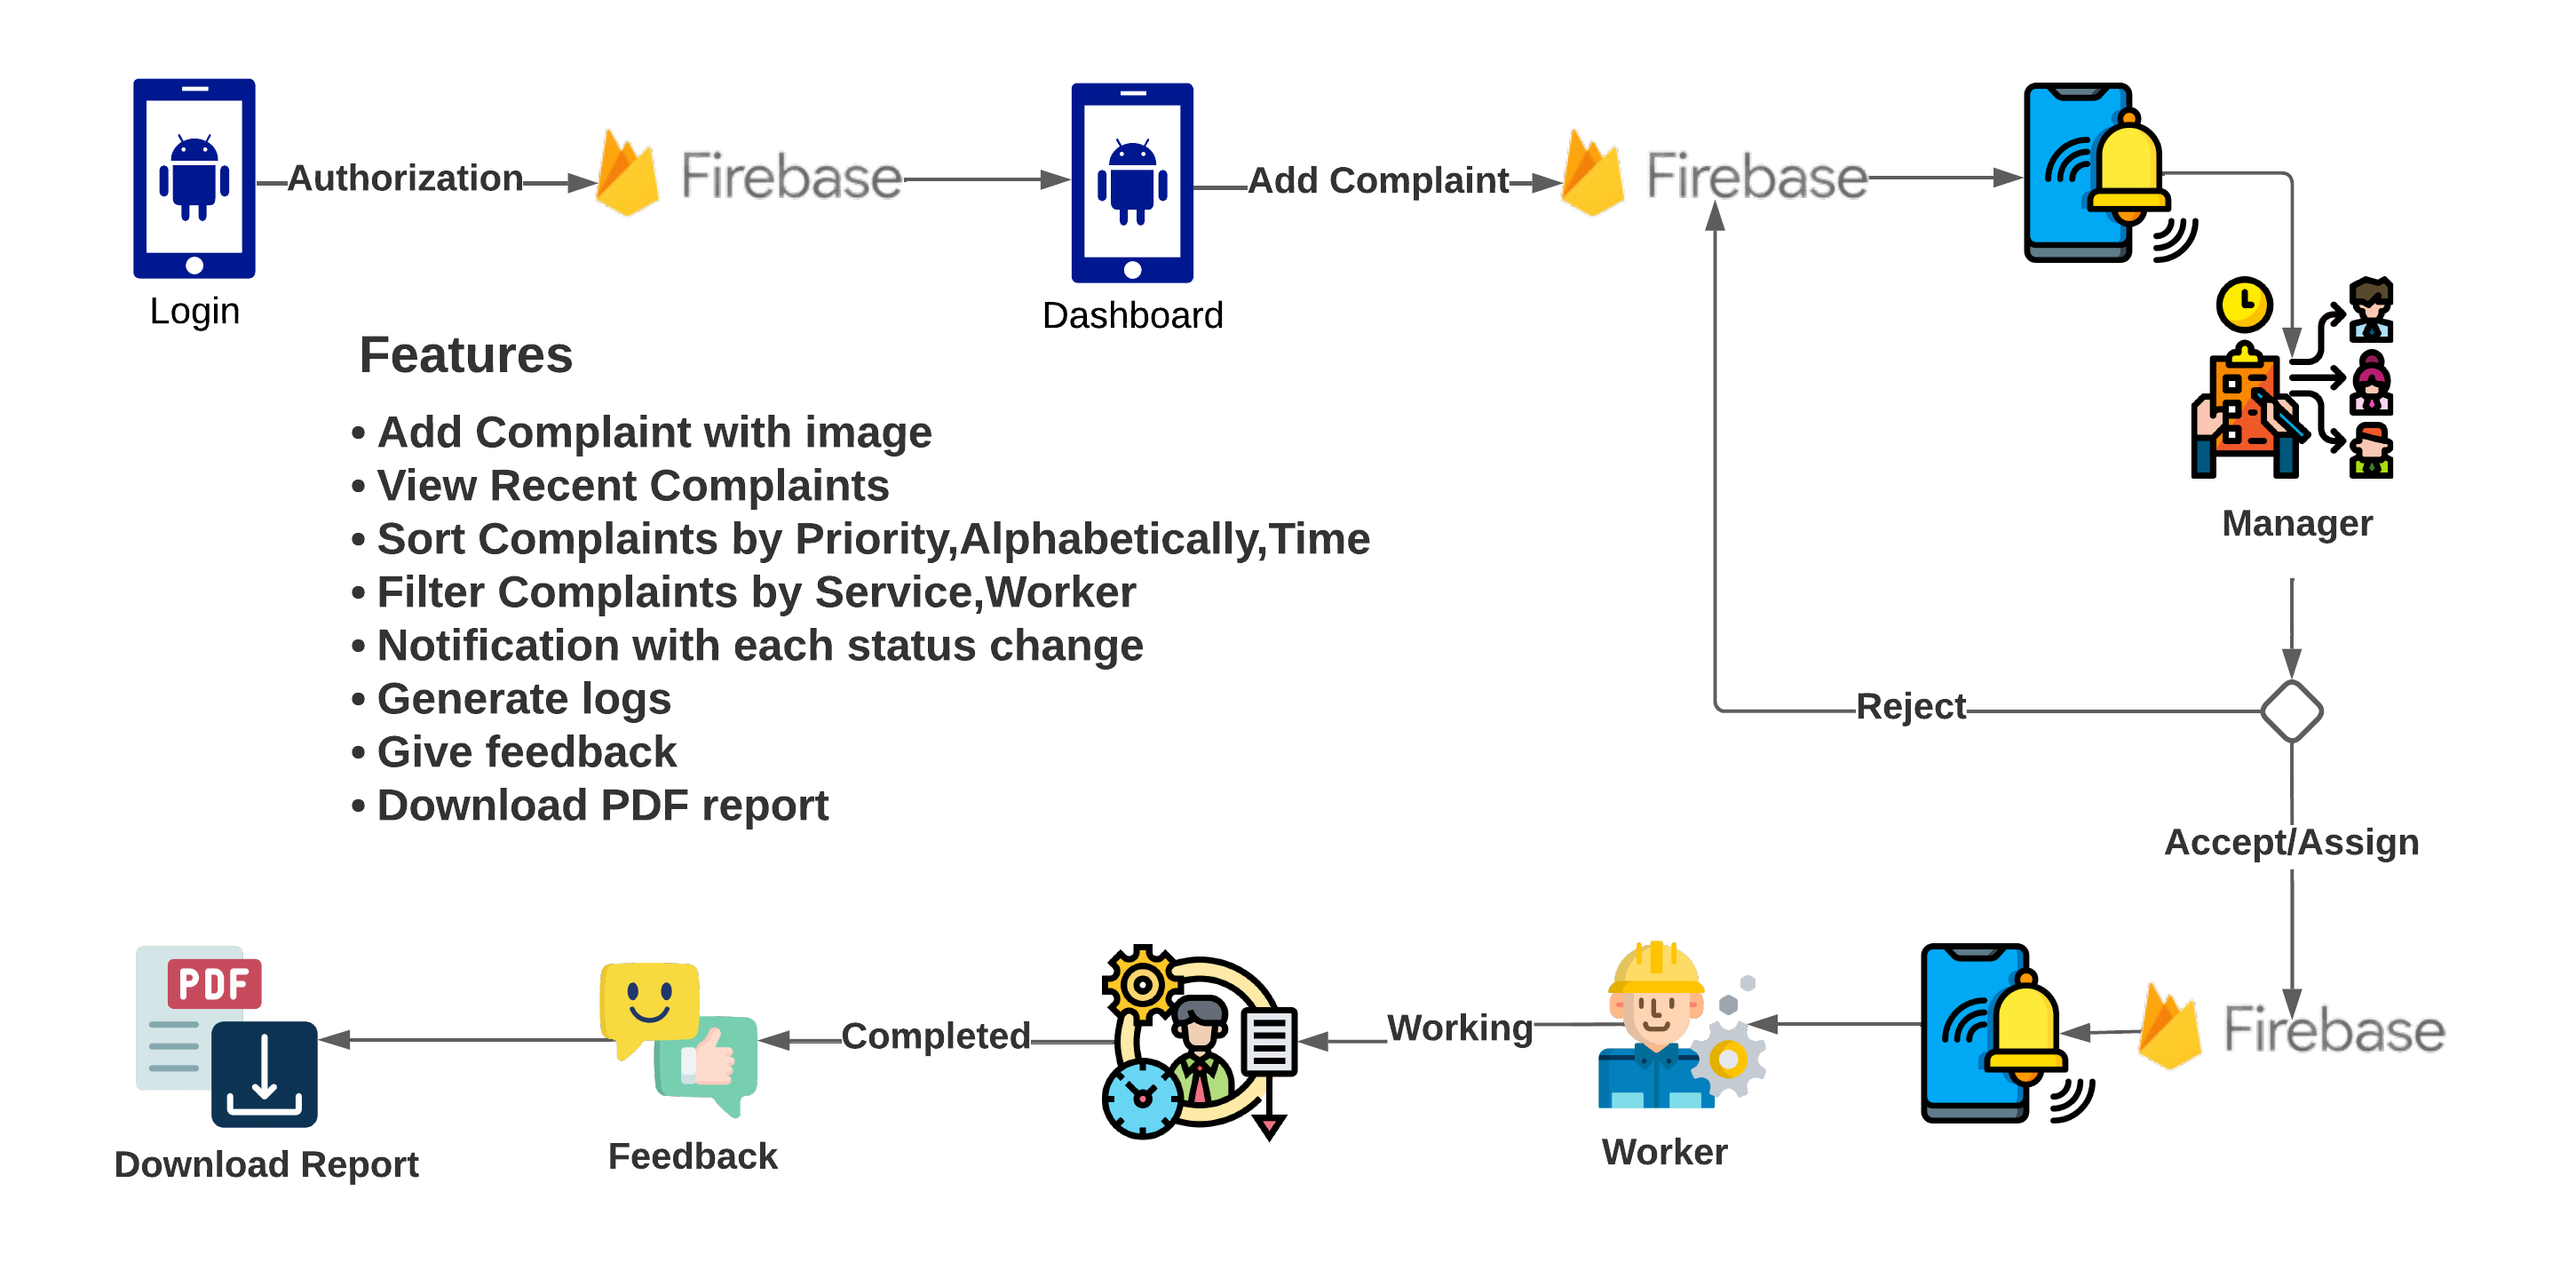 Authorization
Firebase
Add Complaint
Firebase
Login
Dashboard
Features
• Add Complaint with image
• View Recent Complaints
• Sort Complaints by Priority,Alphabetically,Time
• Filter Complaints by Service,Worker
• Notification with each status change
• Generate logs
• Give feedback
• Download PDF report
Manager
Reject
Accept/Assign
Firebase
Working
Worker
Completed
Feedback
PDF
Download Report